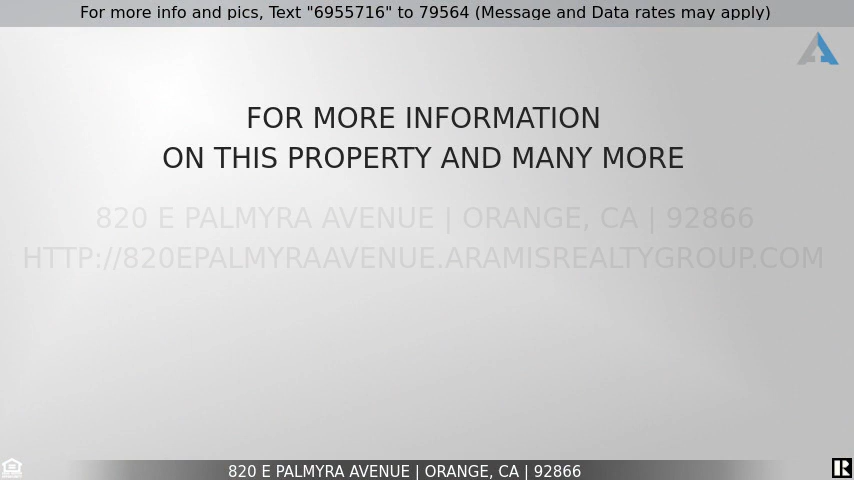 For more info and pics, Text "6955716" to 79564 (Message and Data rates may apply)
FOR MORE INFORMATION
ON THIS PROPERTY AND MANY MORE
820 E PALMYRA AVENUE | ORANGE, CA | 92866
HTTP://820EPALMYRAAVENUE.ARAMISREALTYGROUP.COM
820 E PALMYRA AVENUE | ORANGE, CA | 92866